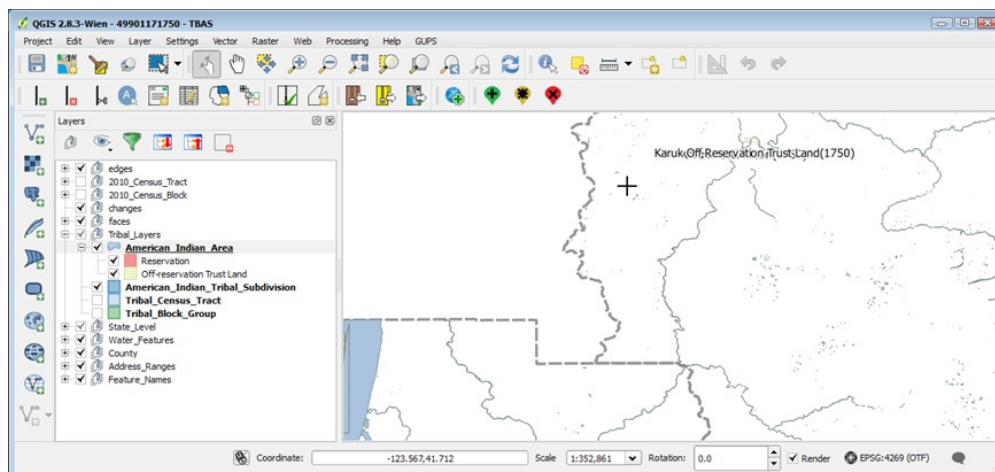 QGIS 2.8.3-Wien - 49901171750 - TBAS
Project Edit View Layer Settings Vector Raster Web Processing Help GUPS
Layers
edges
2010_Census_Tract
2010_Census_Block
changes
faces
Tribal_Layers
American_Indian_Area
Reservation
Off-reservation Trust Land
American_Indian_Tribal_Subdivision
Tribal_Census_Tract
Tribal_Block_Group
State_Level
Water_Features
County
Address_Ranges
Feature_Names
Karuk Off-Reservation Trust Land(1750)
Coordinate: -123.567,41.712 Scale 1:352,861 Rotation: 0.0 Render EPSG:4269 (OTF)